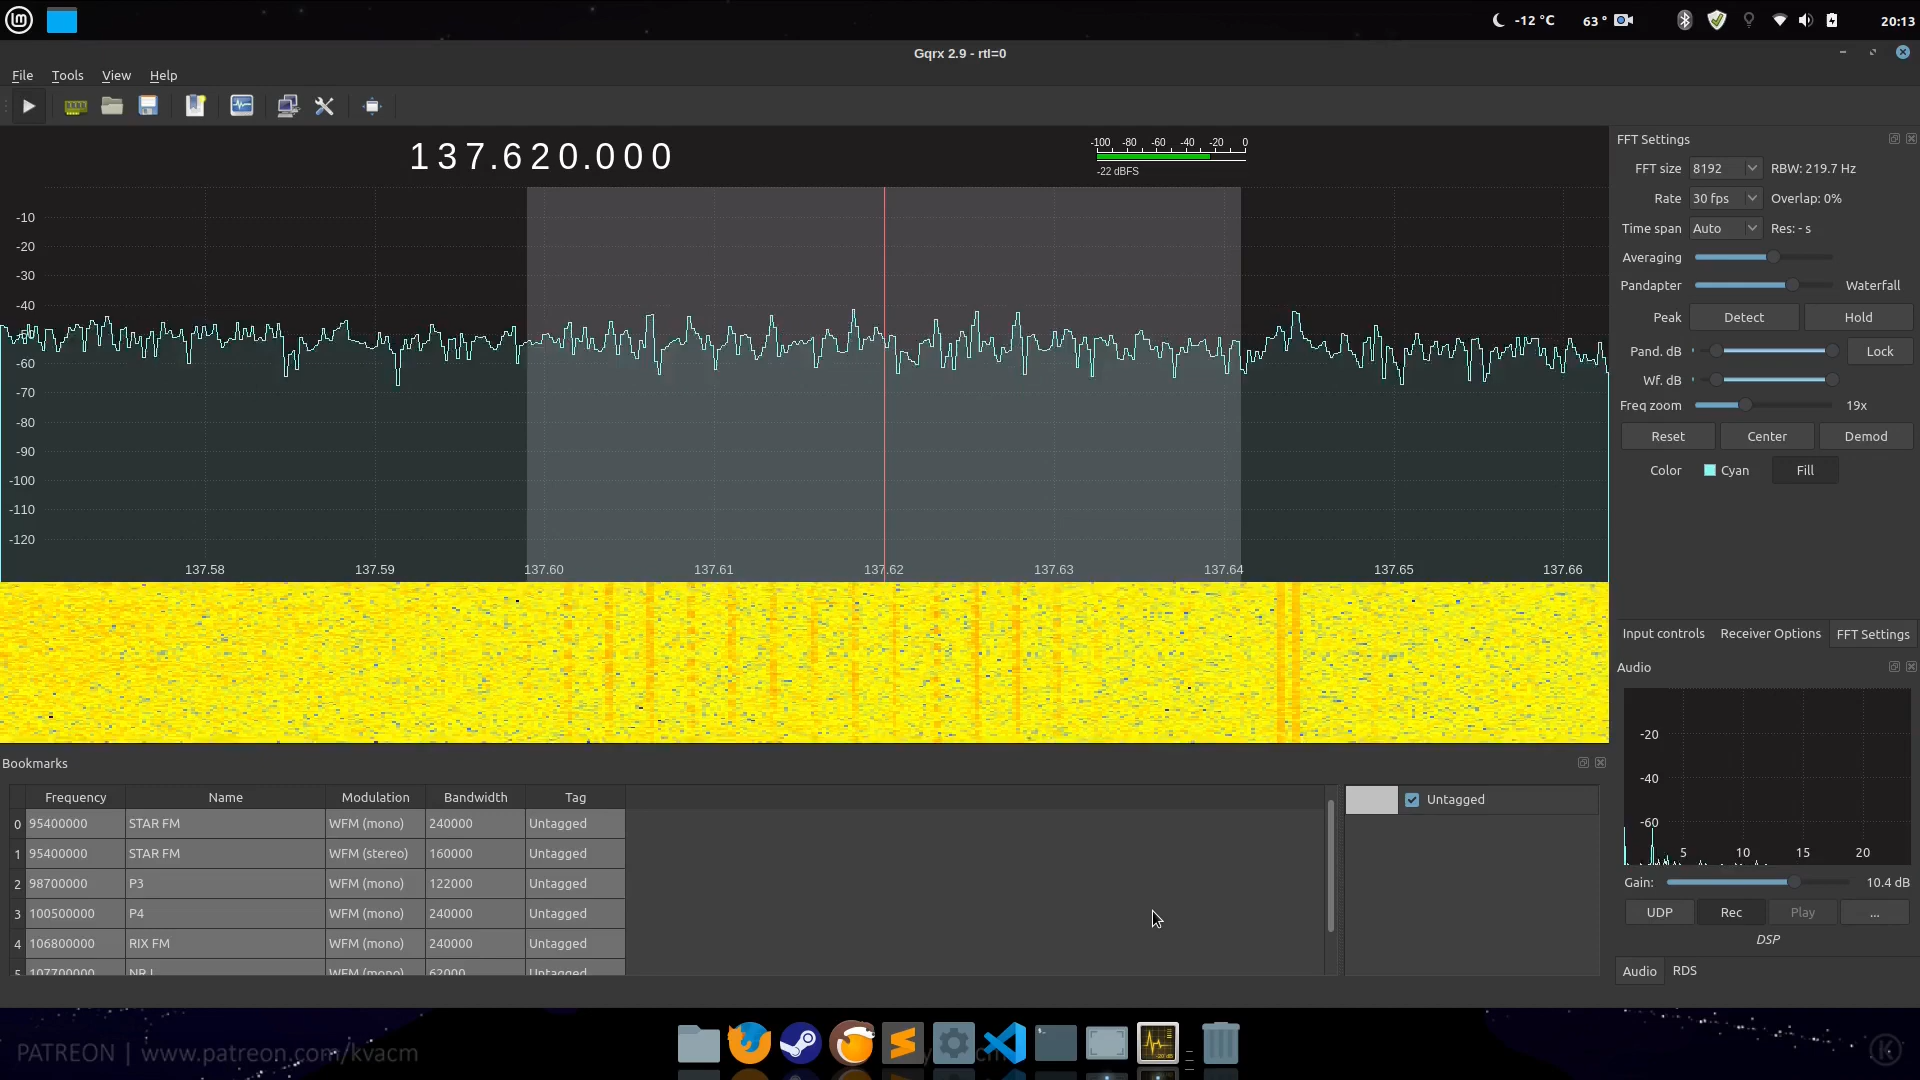 -12 °C
63 °
20:13
Gqrx 2.9 - rtl=0
File Tools View Help
137.620.000
-100 -80 -60 -40 -20 0
-22 dBFS
-10
-20
-30
-40
-50
-60
-70
-80
-90
-100
-110
-120
137.58 137.59 137.60 137.61 137.62 137.63 137.64 137.65 137.66
FFT Settings
FFT size 8192 RBW: 219.7 Hz
Rate 30 fps Overlap: 0%
Time span Auto Res: - s
Averaging
Pandapter Waterfall
Peak Detect Hold
Pand. dB Lock
Wf. dB
Freq zoom 19x
Reset Center Demod
Color Cyan Fill
Input controls Receiver Options FFT Settings
Audio
-20
-40
-60
5 10 15 20
Gain: 10.4 dB
UDP Rec Play ...
DSP
Audio RDS
Bookmarks
Frequency Name Modulation Bandwidth Tag
0 95400000 STAR FM WFM (mono) 240000 Untagged
1 95400000 STAR FM WFM (stereo) 160000 Untagged
2 98700000 P3 WFM (mono) 122000 Untagged
3 100500000 P4 WFM (mono) 240000 Untagged
4 106800000 RIX FM WFM (mono) 240000 Untagged
5 107700000 NRJ WFM (mono) 62000 Untagged
Untagged
PATREON | www.patreon.com/kvacm